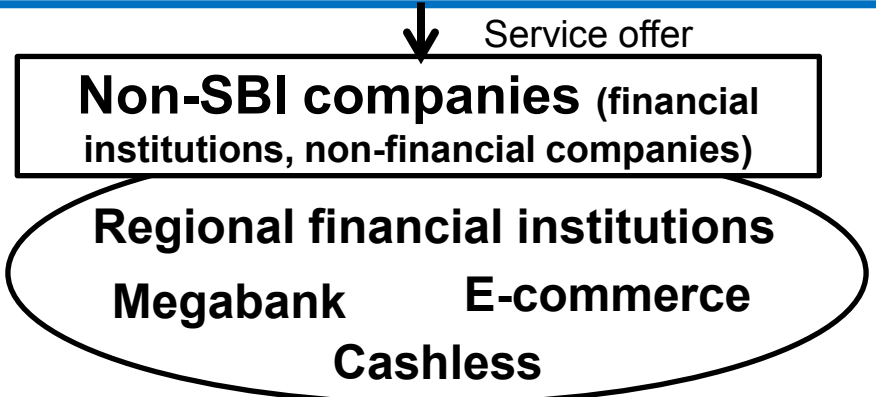 Service offer
Non-SBI companies (financial
institutions, non-financial companies)
Regional financial institutions
Megabank E-commerce
Cashless